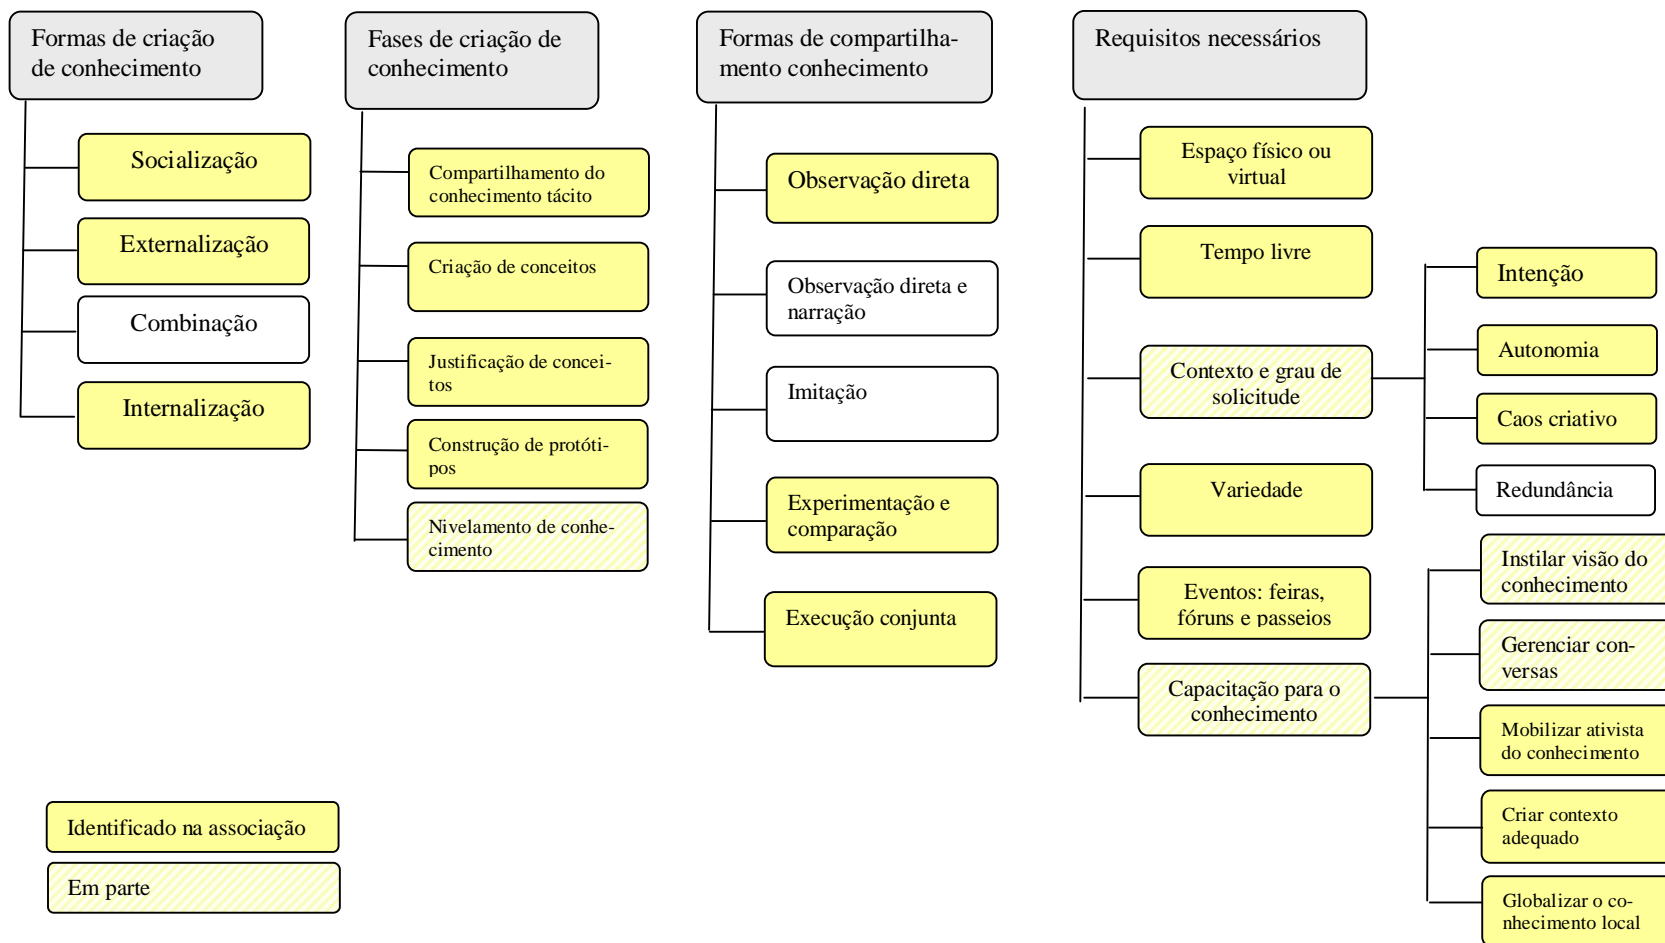 Formas de criação
de conhecimento
Socialização
Externalização
Combinação
Internalização
Fases de criação de
conhecimento
Compartilhamento do
conhecimento tácito
Criação de conceitos
Justificação de concei-
tos
Construção de protóti-
pos
Nivelamento de conhe-
cimento
Formas de compartilha-
mento conhecimento
Observação direta
Observação direta e
narração
Imitação
Experimentação e
comparação
Execução conjunta
Requisitos necessários
Espaço físico ou
virtual
Tempo livre
Contexto e grau de
solicitude
Variedade
Eventos: feiras,
fóruns e passeios
Capacitação para o
conhecimento
Intenção
Autonomia
Caos criativo
Redundância
Instilar visão do
conhecimento
Gerenciar con-
versas
Mobilizar ativista
do conhecimento
Criar contexto
adequado
Globalizar o co-
nhecimento local
Identificado na associação
Em parte